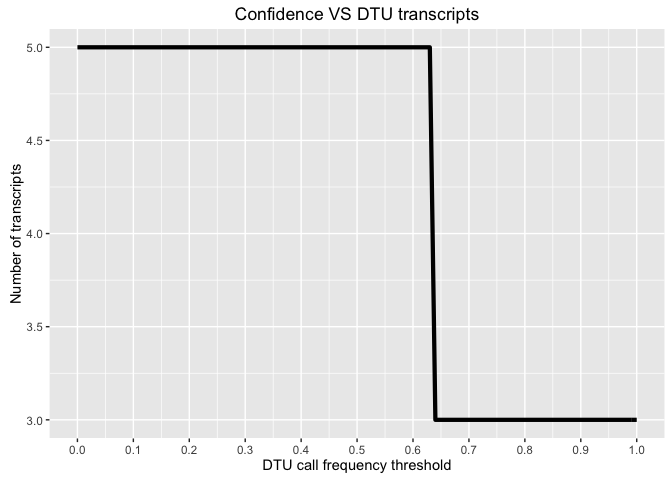 Confidence VS DTU transcripts
Number of transcripts
5.0
4.5
4.0
3.5
3.0
0.0 0.1 0.2 0.3 0.4 0.5 0.6 0.7 0.8 0.9 1.0
DTU call frequency threshold